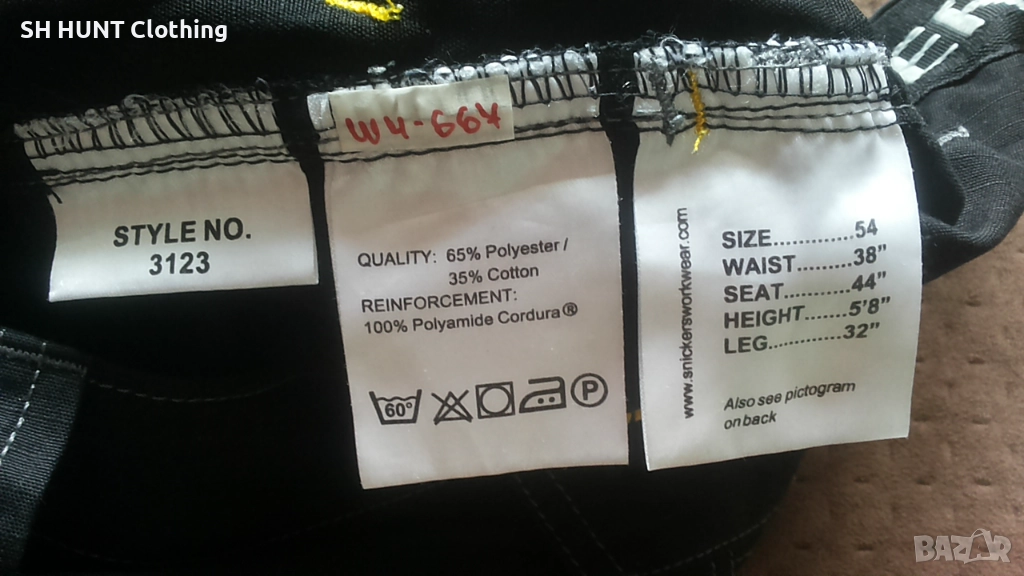 SH HUNT Clothing
W4-664
STYLE NO.
3123
QUALITY: 65% Polyester /
35% Cotton
REINFORCEMENT:
100% Polyamide Cordura®
60°
P
www.snickersworkwear.com
SIZE.............54
WAIST.........38"
SEAT...........44"
HEIGHT.......5'8"
LEG.............32"
Also see pictogram
on back
BAZAR